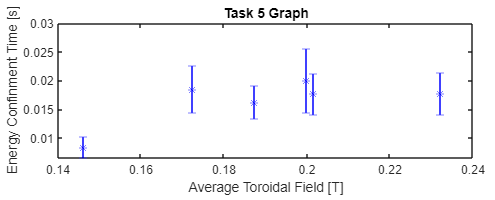 Task 5 Graph
Energy Confinment Time [s]
0.03
0.025
0.02
0.015
0.01
0.14 0.16 0.18 0.2 0.22 0.24
Average Toroidal Field [T]